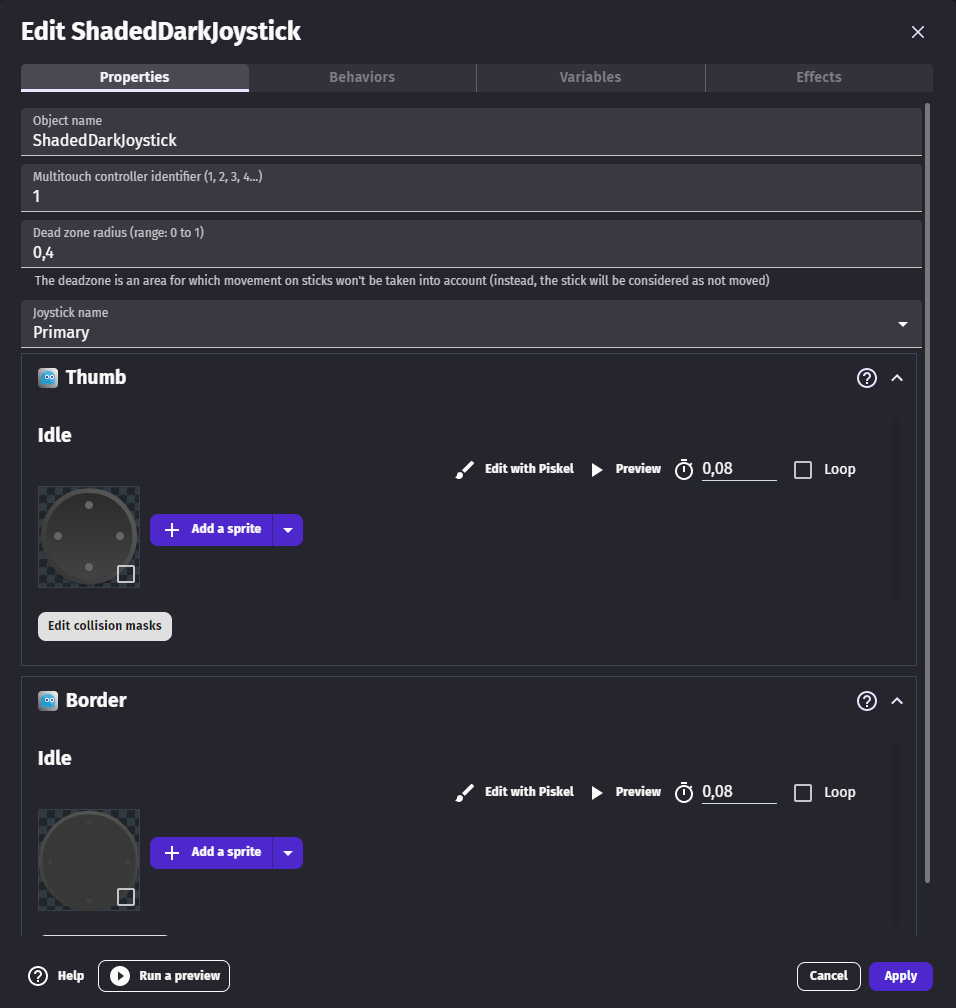 Edit ShadedDarkJoystick
Properties
Behaviors
Variables
Effects
Object name
ShadedDarkJoystick
Multitouch controller identifier (1, 2, 3, 4...)
1
Dead zone radius (range: 0 to 1)
0,4
The deadzone is an area for which movement on sticks won't be taken into account (instead, the stick will be considered as not moved)
Joystick name
Primary
Thumb
Idle
Edit with Piskel
Preview
0,08
Loop
Add a sprite
Edit collision masks
Border
Idle
Edit with Piskel
Preview
0,08
Loop
Add a sprite
Help
Run a preview
Cancel
Apply